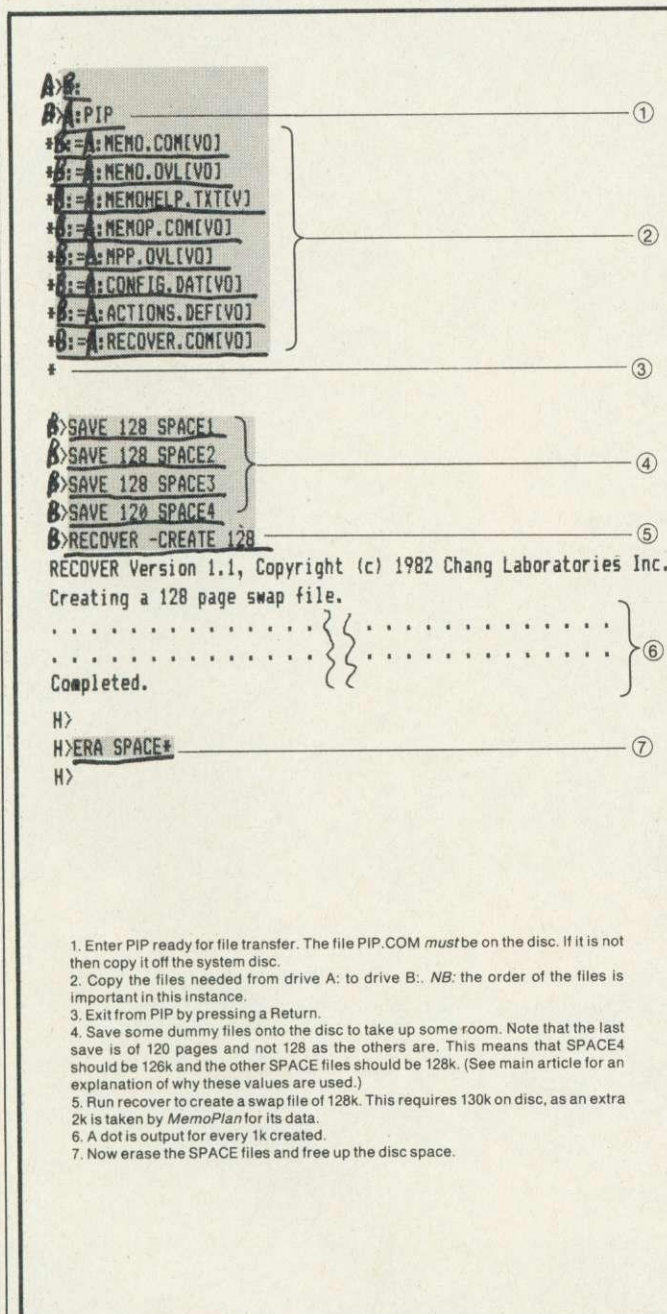 A>B:
B>A:PIP ①
*B:=A:MEMO.COM[VO]
*B:=A:MEMO.OVL[VO]
*B:=A:MEMOHELP.TXT[V]
*B:=A:MEMOP.COM[VO]
*B:=A:MPP.OVL[VO] ②
*B:=A:CONFIG.DAT[VO]
*B:=A:ACTIONS.DEF[VO]
*B:=A:RECOVER.COM[VO]
* ③
B>SAVE 128 SPACE1
B>SAVE 128 SPACE2
B>SAVE 128 SPACE3 ④
B>SAVE 120 SPACE4
B>RECOVER -CREATE 128 ⑤
RECOVER Version 1.1, Copyright (c) 1982 Chang Laboratories Inc.
Creating a 128 page swap file.
. . . . . . . . . . . . . . . . . . . . . . . . . . .
. . . . . . . . . . . . . . . . . . . . . . . . . . . ⑥
Completed.
H>
H>ERA SPACE* ⑦
H>
1. Enter PIP ready for file transfer. The file PIP.COM must be on the disc. If it is not
then copy it off the system disc.
2. Copy the files needed from drive A: to drive B:. NB: the order of the files is
important in this instance.
3. Exit from PIP by pressing a Return.
4. Save some dummy files onto the disc to take up some room. Note that the last
save is of 120 pages and not 128 as the others are. This means that SPACE4
should be 126k and the other SPACE files should be 128k. (See main article for an
explanation of why these values are used.)
5. Run recover to create a swap file of 128k. This requires 130k on disc, as an extra
2k is taken by MemoPlan for its data.
6. A dot is output for every 1k created.
7. Now erase the SPACE files and free up the disc space.